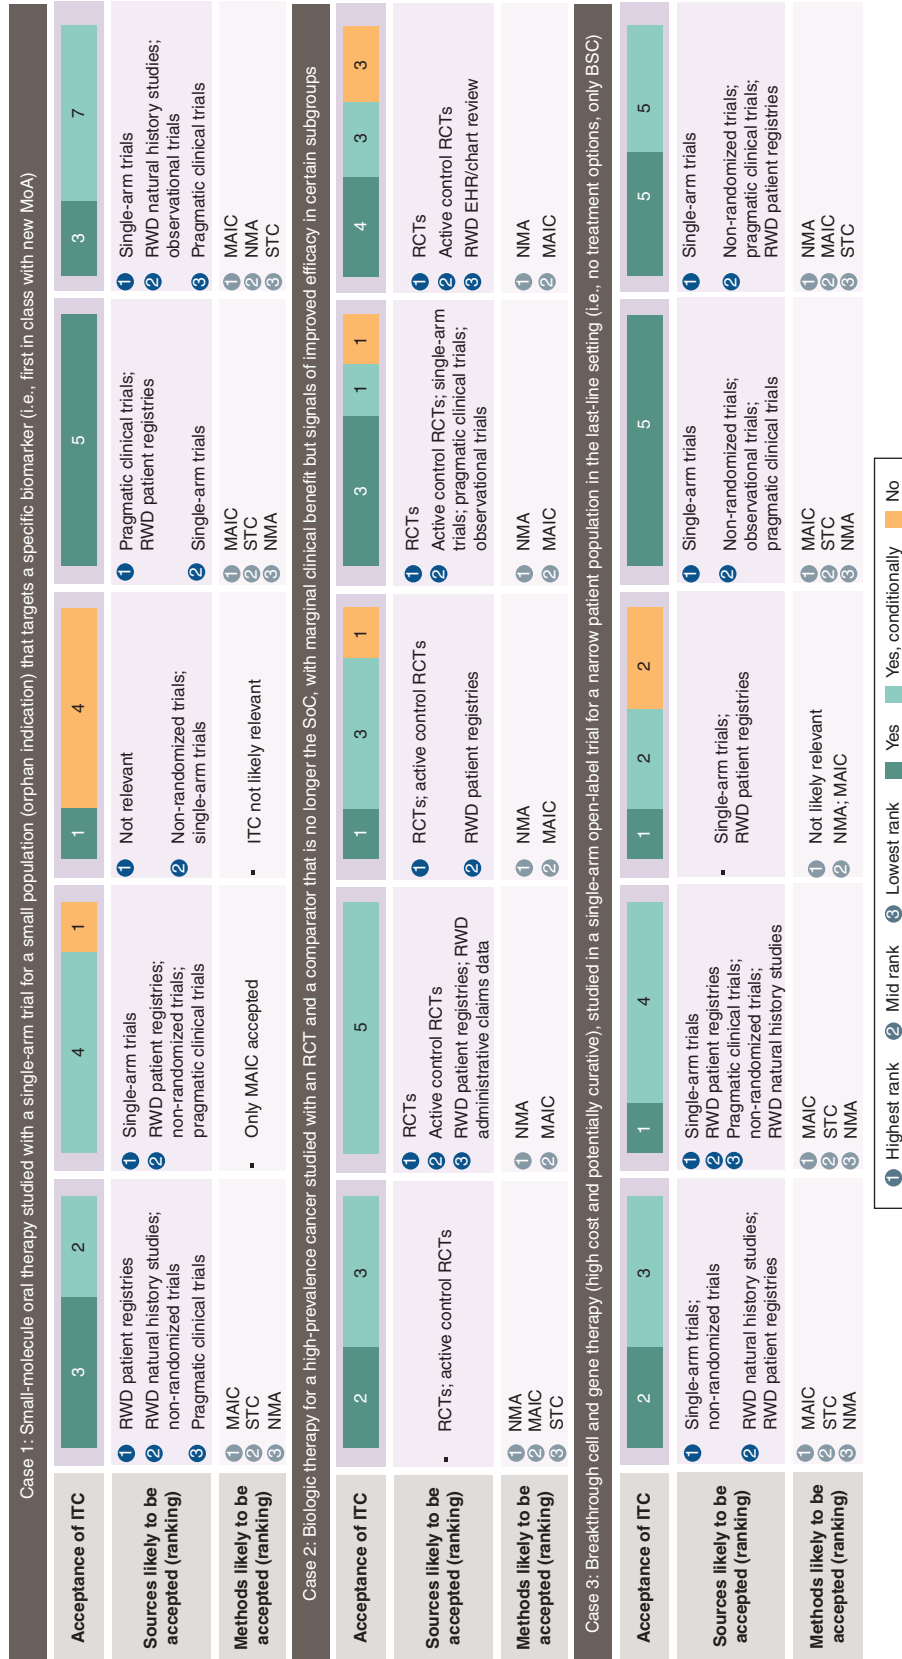 Case 1: Small-molecule oral therapy studied with a single-arm trial for a small population (orphan indication) that targets a specific biomarker (i.e., first in class with new MoA)
Acceptance of ITC
3
2
4
1
1
4
5
3
7
Sources likely to be
accepted (ranking)
1 RWD patient registries
2 RWD natural history studies;
non-randomized trials
3 Pragmatic clinical trials
1 Single-arm trials
2 RWD patient registries;
non-randomized trials;
pragmatic clinical trials
1 Not relevant
2 Non-randomized trials;
single-arm trials
1 Pragmatic clinical trials;
RWD patient registries
2 Single-arm trials
1 Single-arm trials
2 RWD natural history studies;
observational trials
3 Pragmatic clinical trials
Methods likely to be
accepted (ranking)
1 MAIC
2 STC
3 NMA
- Only MAIC accepted
- ITC not likely relevant
1 MAIC
2 STC
3 NMA
1 MAIC
2 NMA
3 STC
Case 2: Biologic therapy for a high-prevalence cancer studied with an RCT and a comparator that is no longer the SoC, with marginal clinical benefit but signals of improved efficacy in certain subgroups
Acceptance of ITC
2
3
5
1
3
1
3
1
1
4
3
3
Sources likely to be
accepted (ranking)
- RCTs; active control RCTs
1 RCTs
2 Active control RCTs
3 RWD patient registries; RWD
administrative claims data
1 RCTs; active control RCTs
2 RWD patient registries
1 RCTs
2 Active control RCTs; single-arm
trials; pragmatic clinical trials;
observational trials
1 RCTs
2 Active control RCTs
3 RWD EHR/chart review
Methods likely to be
accepted (ranking)
1 NMA
2 MAIC
3 STC
1 NMA
2 MAIC
1 NMA
2 MAIC
1 NMA
2 MAIC
1 NMA
2 MAIC
Case 3: Breakthrough cell and gene therapy (high cost and potentially curative), studied in a single-arm open-label trial for a narrow patient population in the last-line setting (i.e., no treatment options, only BSC)
Acceptance of ITC
2
3
1
4
1
2
2
5
5
5
Sources likely to be
accepted (ranking)
1 Single-arm trials;
non-randomized trials
2 RWD natural history studies;
RWD patient registries
1 Single-arm trials
2 RWD patient registries
3 Pragmatic clinical trials;
non-randomized trials;
RWD natural history studies
- Single-arm trials;
RWD patient registries
1 Single-arm trials
2 Non-randomized trials;
observational trials;
pragmatic clinical trials
1 Single-arm trials
2 Non-randomized trials;
pragmatic clinical trials;
RWD patient registries
Methods likely to be
accepted (ranking)
1 MAIC
2 STC
3 NMA
1 MAIC
2 STC
3 NMA
1 Not likely relevant
2 NMA; MAIC
1 MAIC
2 STC
3 NMA
1 NMA
2 MAIC
3 STC
1 Highest rank 2 Mid rank 3 Lowest rank Yes Yes, conditionally No